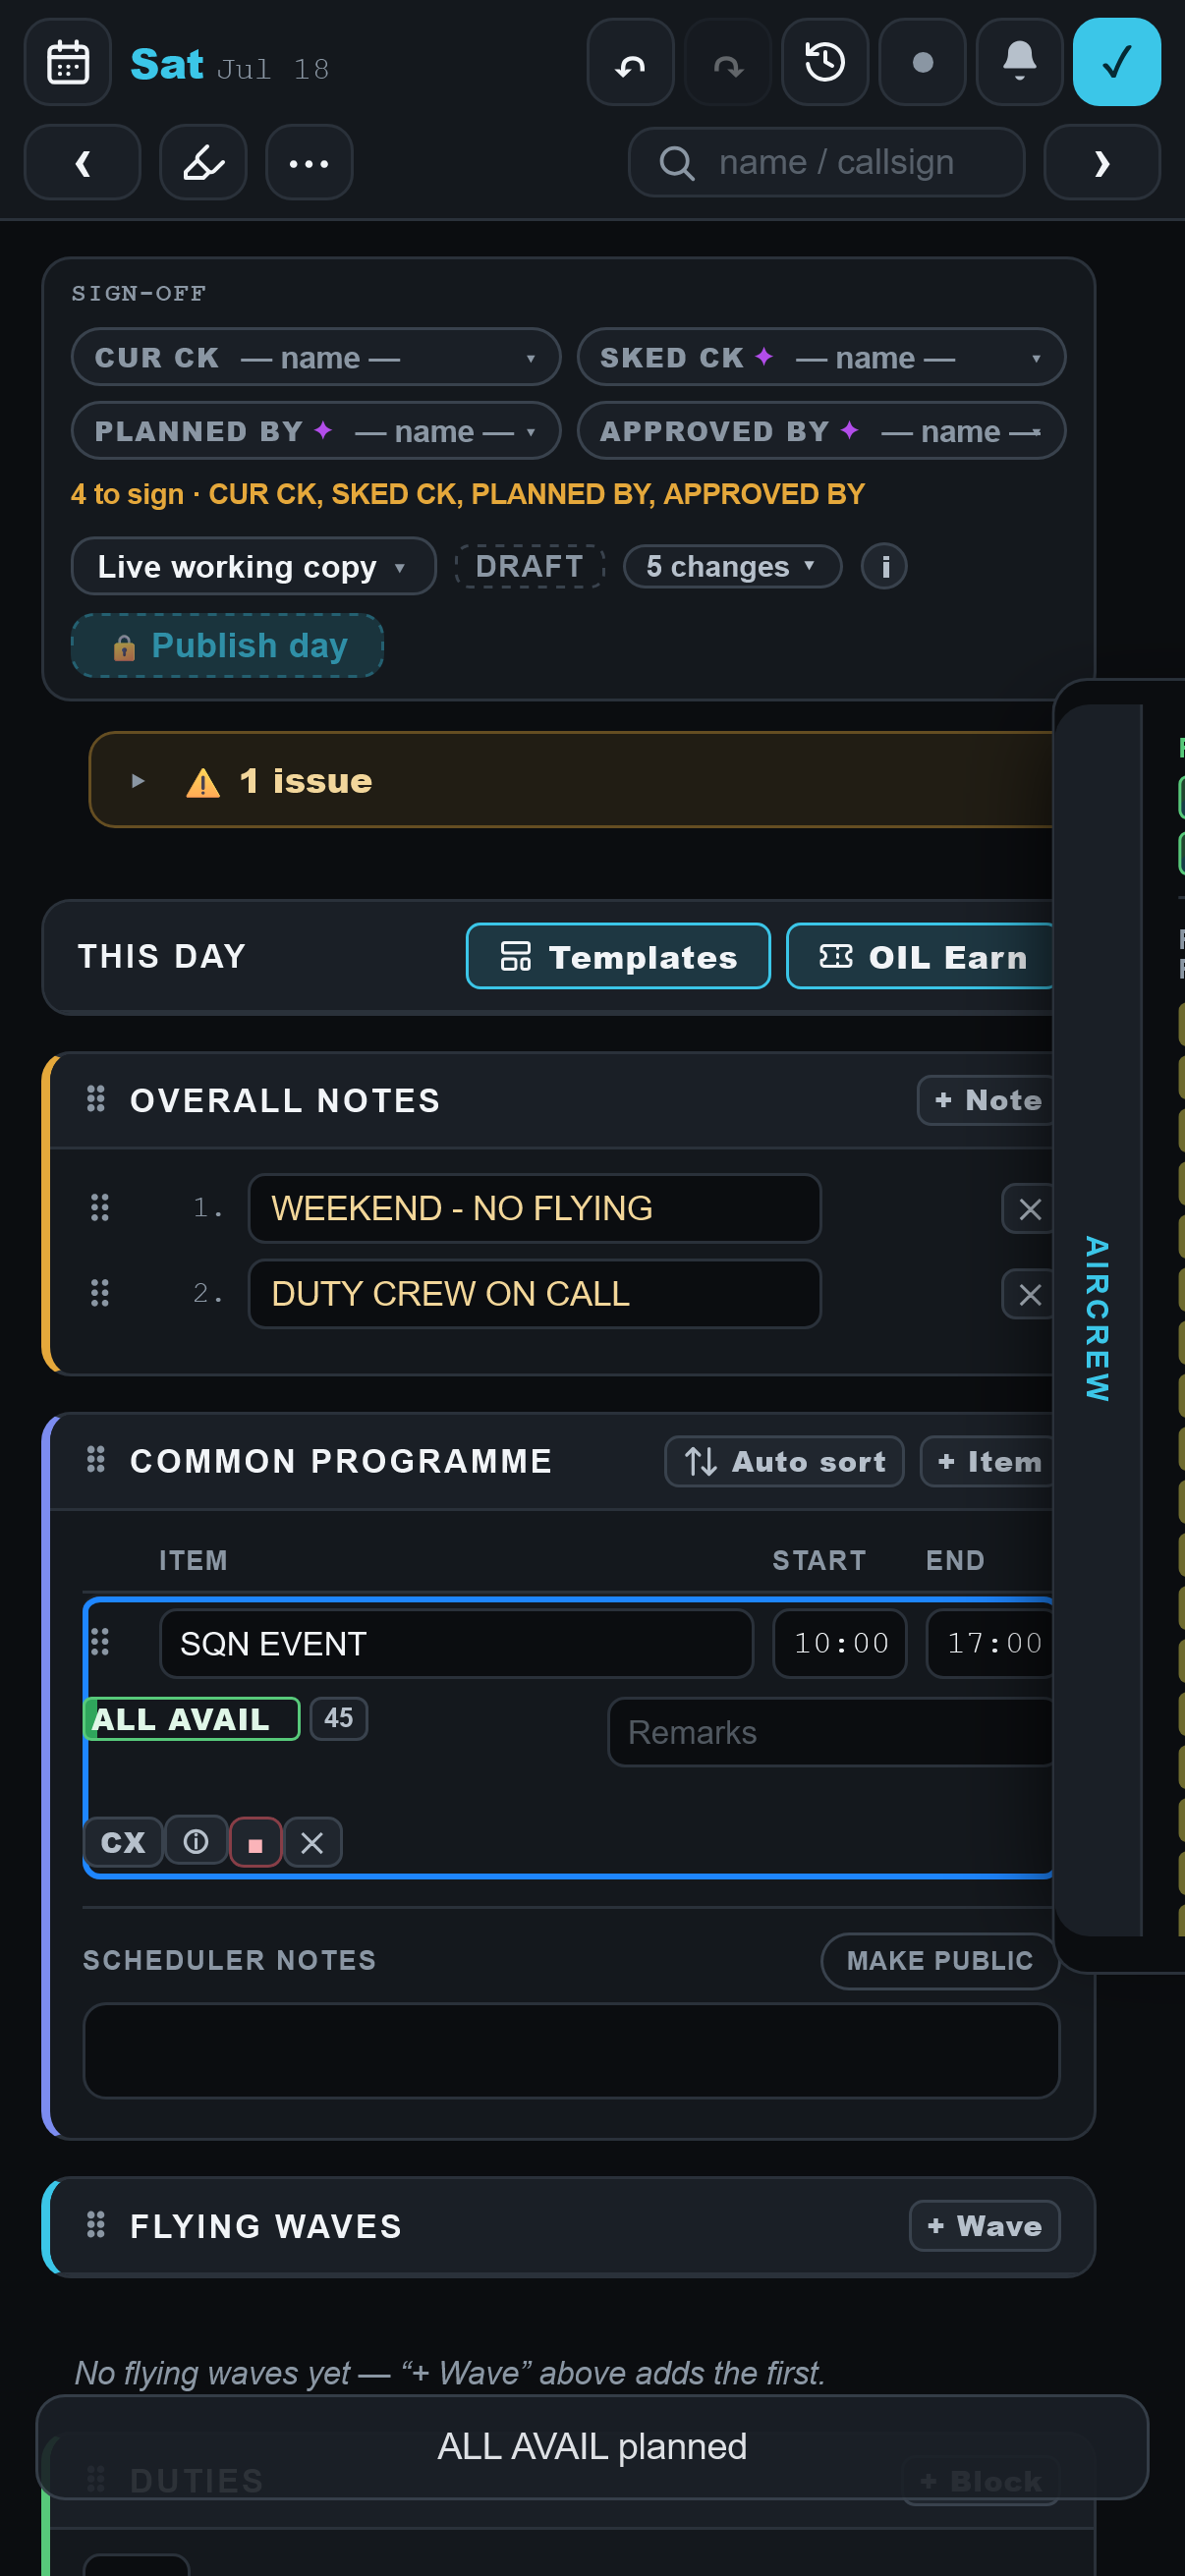 Sat Jul 18
name / callsign
SIGN-OFF
CUR CK — name —
SKED CK ✦ — name —
PLANNED BY ✦ — name —
APPROVED BY ✦ — name —
4 to sign · CUR CK, SKED CK, PLANNED BY, APPROVED BY
Live working copy
DRAFT
5 changes
i
Publish day
1 issue
THIS DAY
Templates
OIL Earn
OVERALL NOTES
+ Note
1. WEEKEND - NO FLYING
2. DUTY CREW ON CALL
COMMON PROGRAMME
Auto sort
+ Item
ITEM START END
SQN EVENT 10:00 17:00
ALL AVAIL 45
Remarks
CX
SCHEDULER NOTES
MAKE PUBLIC
AIRCREW
FLYING WAVES
+ Wave
No flying waves yet — “+ Wave” above adds the first.
ALL AVAIL planned
DUTIES
+ Block